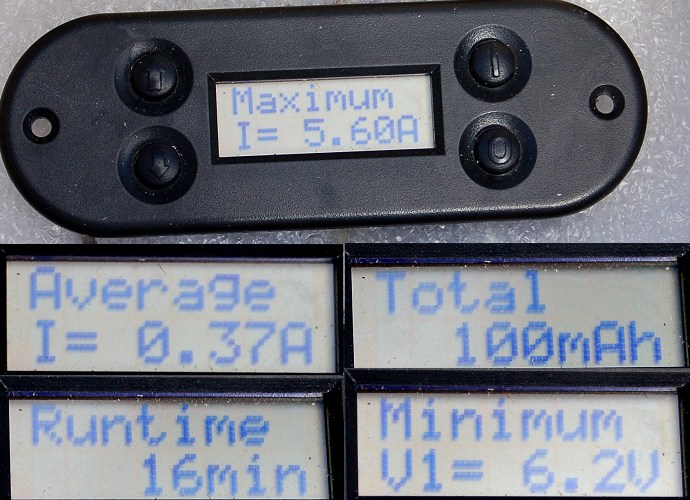 Maximum
I= 5.60A
Average
I= 0.37A
Total
100mAh
Runtime
16min
Minimum
V1= 6.2V